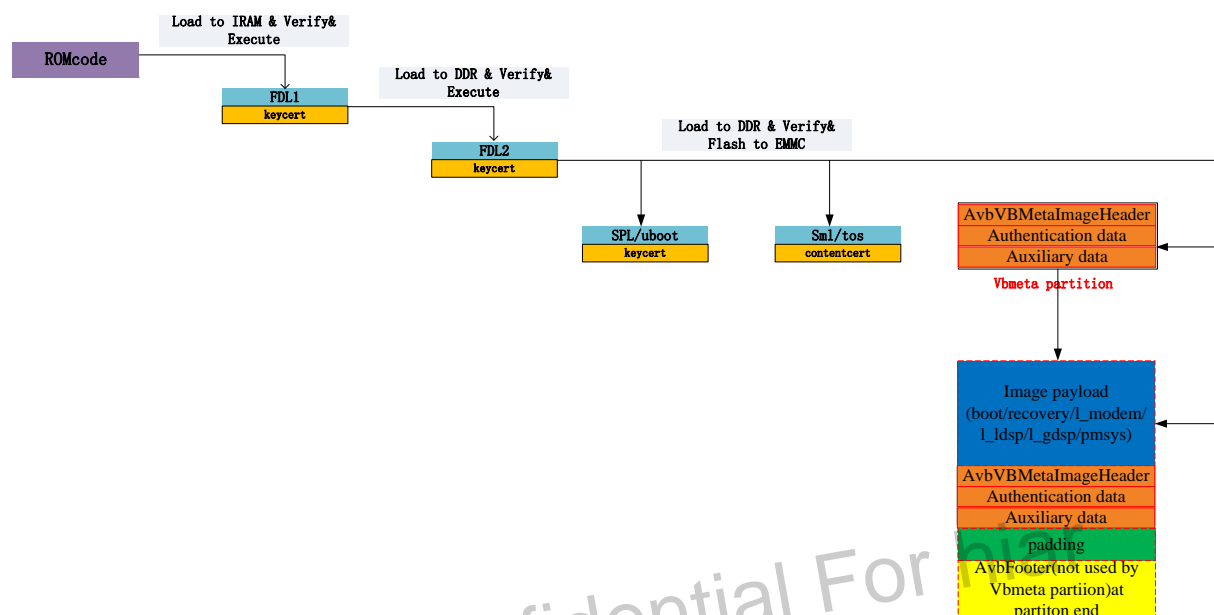 Load to IRAM & Verify&
Execute
ROMcode
Load to DDR & Verify&
Execute
FDL1
keycert
Load to DDR & Verify&
Flash to EMMC
FDL2
keycert
SPL/uboot
keycert
Sml/tos
contentcert
AvbVBMetaImageHeader
Authentication data
Auxiliary data
Vbmeta partition
Image payload
(boot/recovery/l_modem/
l_ldsp/l_gdsp/pmsys)
AvbVBMetaImageHeader
Authentication data
Auxiliary data
padding
AvbFooter(not used by
Vbmeta partiion)at
partiton end
dential For hiar